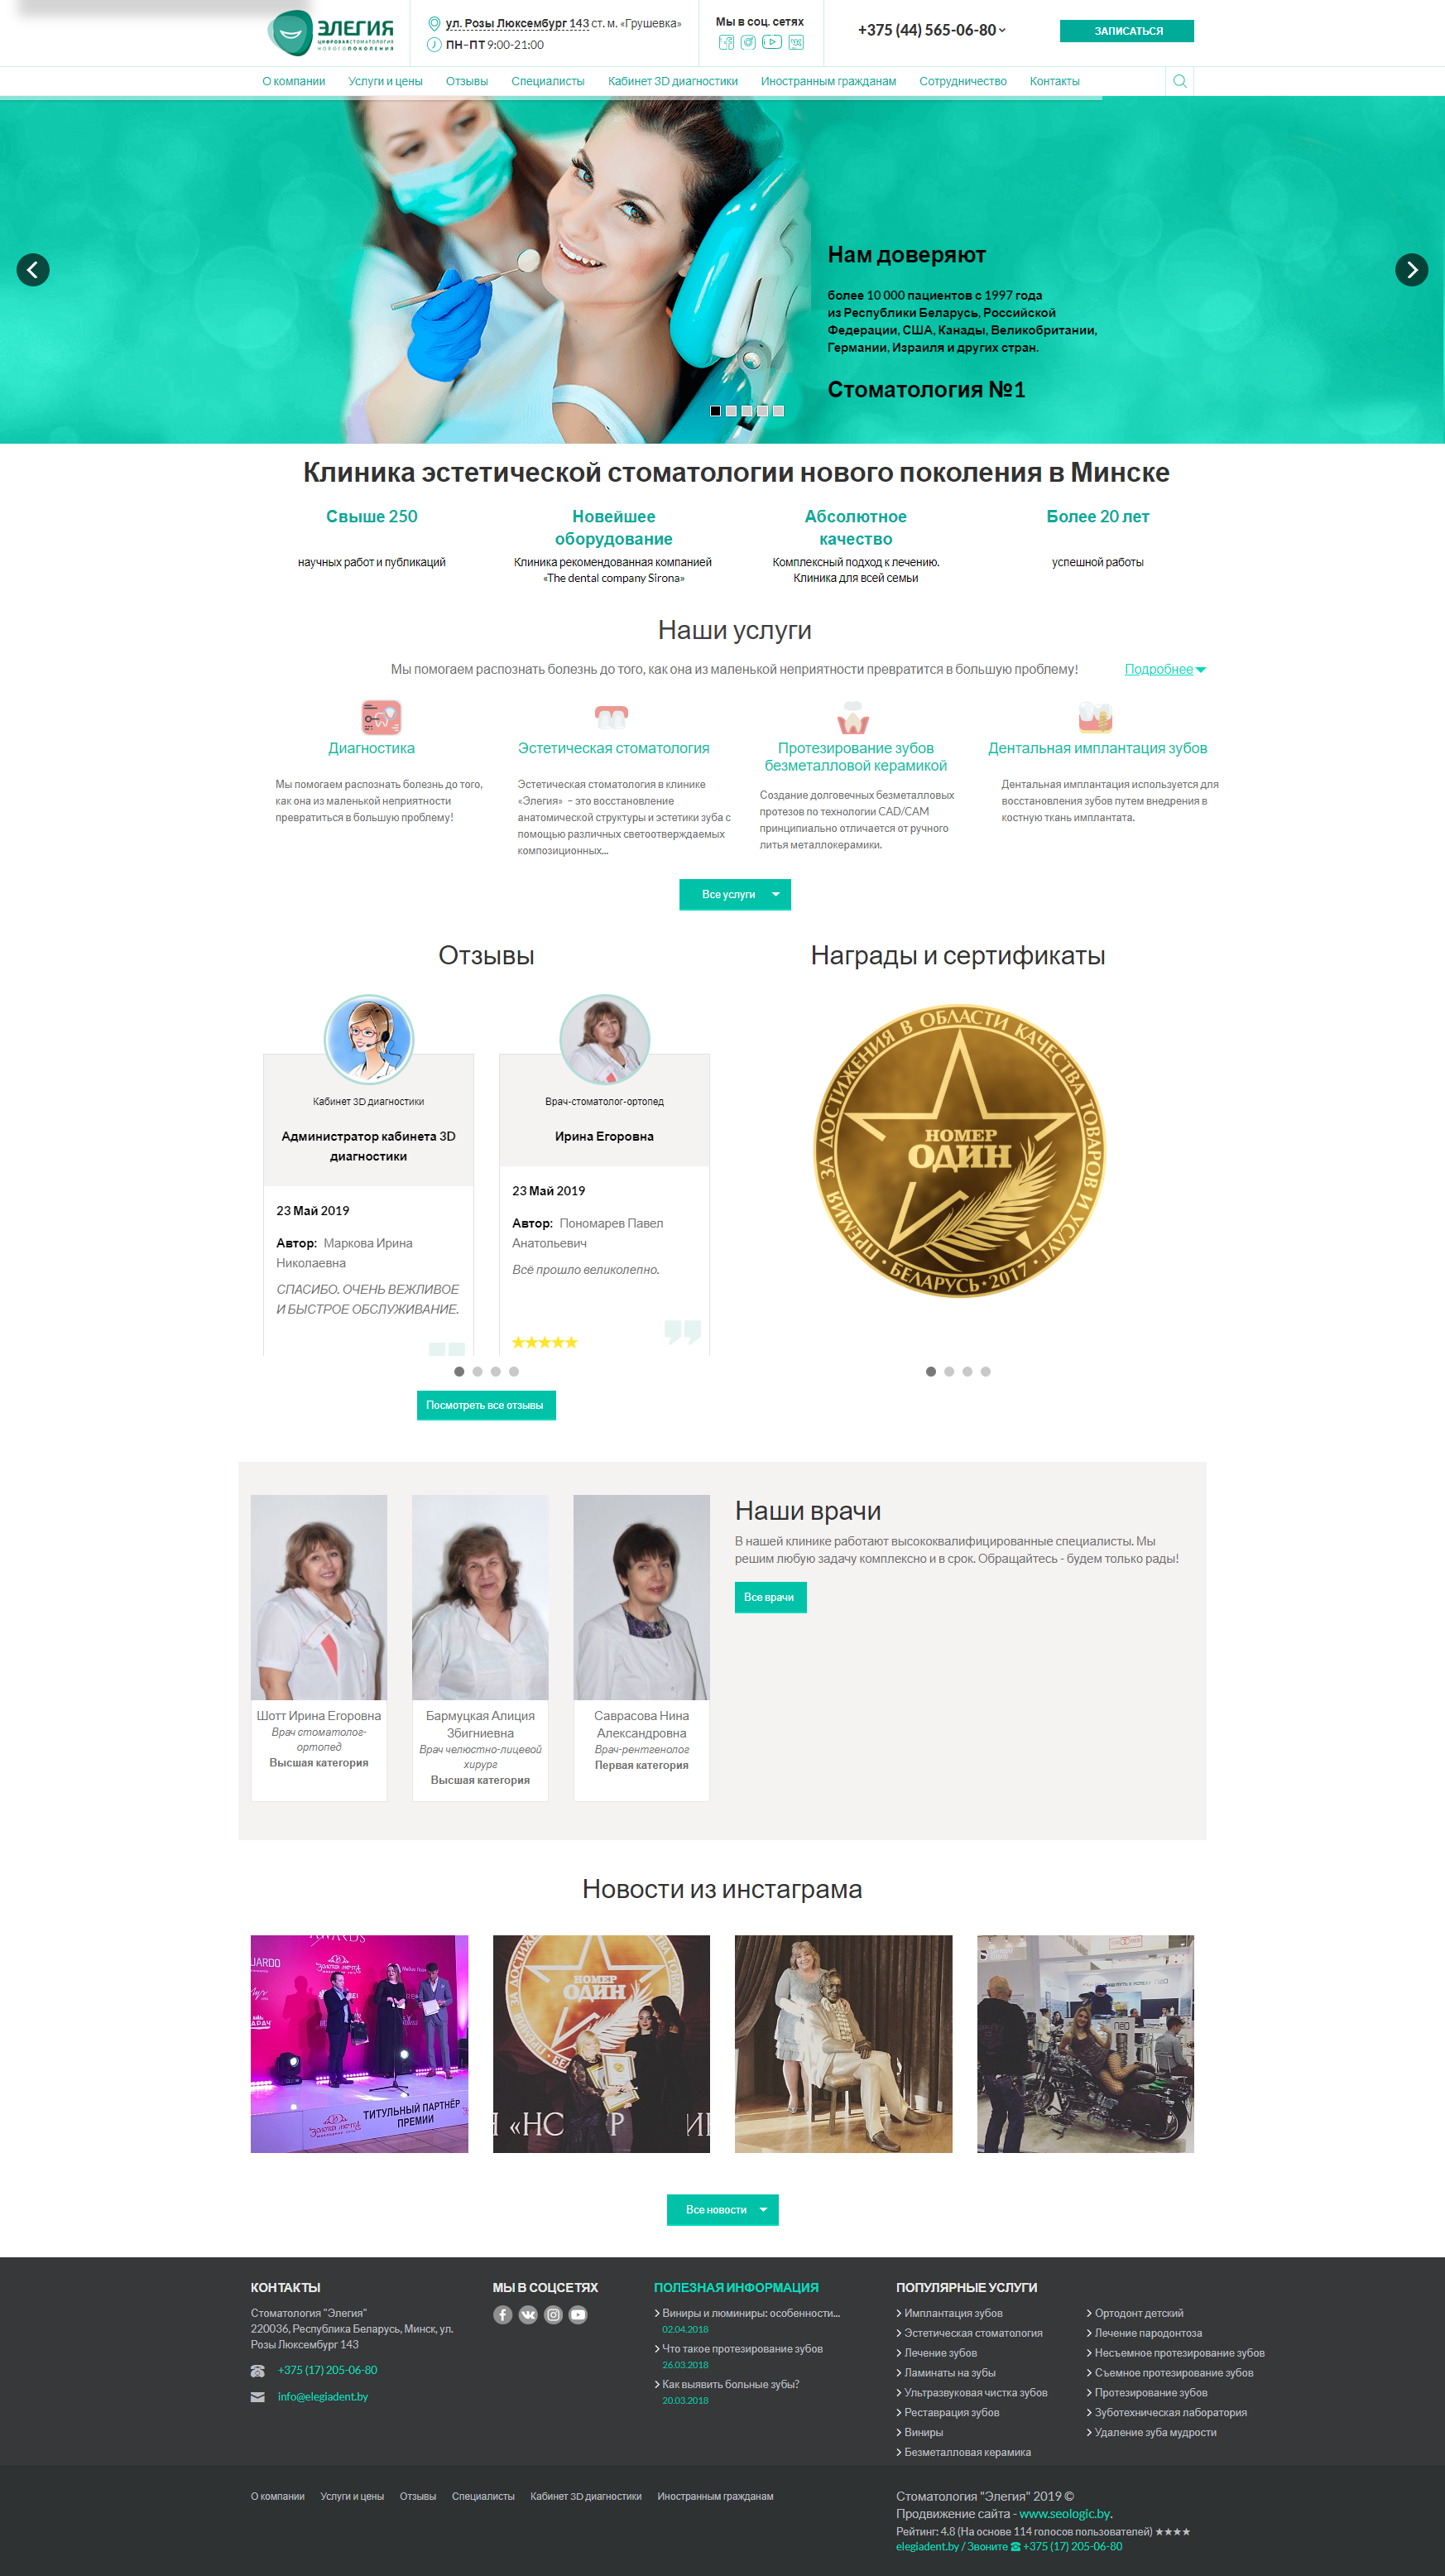 ЭЛЕГИЯ
ЦИФРОВАЯ СТОМАТОЛОГИЯ
НОВОГО ПОКОЛЕНИЯ
ул. Розы Люксембург 143 ст. м. «Грушевка»
ПН–ПТ 9:00-21:00
Мы в соц. сетях
+375 (44) 565-06-80
ЗАПИСАТЬСЯ
О компании Услуги и цены Отзывы Специалисты Кабинет 3D диагностики Иностранным гражданам Сотрудничество Контакты
Нам доверяют
более 10 000 пациентов с 1997 года
из Республики Беларусь, Российской
Федерации, США, Канады, Великобритании,
Германии, Израиля и других стран.
Стоматология №1
Клиника эстетической стоматологии нового поколения в Минске
Свыше 250
научных работ и публикаций
Новейшее
оборудование
Клиника рекомендованная компанией
«The dental company Sirona»
Абсолютное
качество
Комплексный подход к лечению.
Клиника для всей семьи
Более 20 лет
успешной работы
Наши услуги
Мы помогаем распознать болезнь до того, как она из маленькой неприятности превратится в большую проблему!
Подробнее
Диагностика
Мы помогаем распознать болезнь до того,
как она из маленькой неприятности
превратиться в большую проблему!
Эстетическая стоматология
Эстетическая стоматология в клинике
«Элегия» – это восстановление
анатомической структуры и эстетики зуба с
помощью различных светоотверждаемых
композиционных...
Протезирование зубов
безметалловой керамикой
Создание долговечных безметалловых
протезов по технологии CAD/CAM
принципиально отличается от ручного
литья металлокерамики.
Дентальная имплантация зубов
Дентальная имплантация используется для
восстановления зубов путем внедрения в
костную ткань имплантата.
Все услуги
Отзывы
Кабинет 3D диагностики
Администратор кабинета 3D
диагностики
23 Май 2019
Автор: Маркова Ирина
Николаевна
СПАСИБО. ОЧЕНЬ ВЕЖЛИВОЕ
И БЫСТРОЕ ОБСЛУЖИВАНИЕ.
Врач-стоматолог-ортопед
Ирина Егоровна
23 Май 2019
Автор: Пономарев Павел
Анатольевич
Всё прошло великолепно.
Посмотреть все отзывы
Награды и сертификаты
ПРЕМИЯ ЗА ДОСТИЖЕНИЯ В ОБЛАСТИ КАЧЕСТВА ТОВАРОВ И УСЛУГ
НОМЕР
ОДИН
БЕЛАРУСЬ · 2017
Шотт Ирина Егоровна
Врач стоматолог-
ортопед
Высшая категория
Бармуцкая Алиция
Збигниевна
Врач челюстно-лицевой
хирург
Высшая категория
Саврасова Нина
Александровна
Врач-рентгенолог
Первая категория
Наши врачи
В нашей клинике работают высококвалифицированные специалисты. Мы
решим любую задачу комплексно и в срок. Обращайтесь - будем только рады!
Все врачи
Новости из инстаграма
ТИТУЛЬНЫЙ ПАРТНЁР
ПРЕМИИ
НОМЕР
ОДИН
Все новости
КОНТАКТЫ
Стоматология "Элегия"
220036, Республика Беларусь, Минск, ул.
Розы Люксембург 143
+375 (17) 205-06-80
info@elegiadent.by
МЫ В СОЦСЕТЯХ
ПОЛЕЗНАЯ ИНФОРМАЦИЯ
Виниры и люминиры: особенности...
02.04.2018
Что такое протезирование зубов
26.03.2018
Как выявить больные зубы?
20.03.2018
ПОПУЛЯРНЫЕ УСЛУГИ
Имплантация зубов
Эстетическая стоматология
Лечение зубов
Ламинаты на зубы
Ультразвуковая чистка зубов
Реставрация зубов
Виниры
Безметалловая керамика
Ортодонт детский
Лечение пародонтоза
Несъемное протезирование зубов
Съемное протезирование зубов
Протезирование зубов
Зуботехническая лаборатория
Удаление зуба мудрости
О компании Услуги и цены Отзывы Специалисты Кабинет 3D диагностики Иностранным гражданам
Стоматология "Элегия" 2019 ©
Продвижение сайта - www.seologic.by.
Рейтинг: 4.8 (На основе 114 голосов пользователей) ★★★★
elegiadent.by / Звоните ☎ +375 (17) 205-06-80